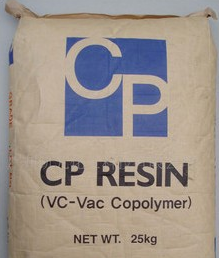 CP
CP RESIN
(VC-Vac Copolymer)
NET WT. 25kg